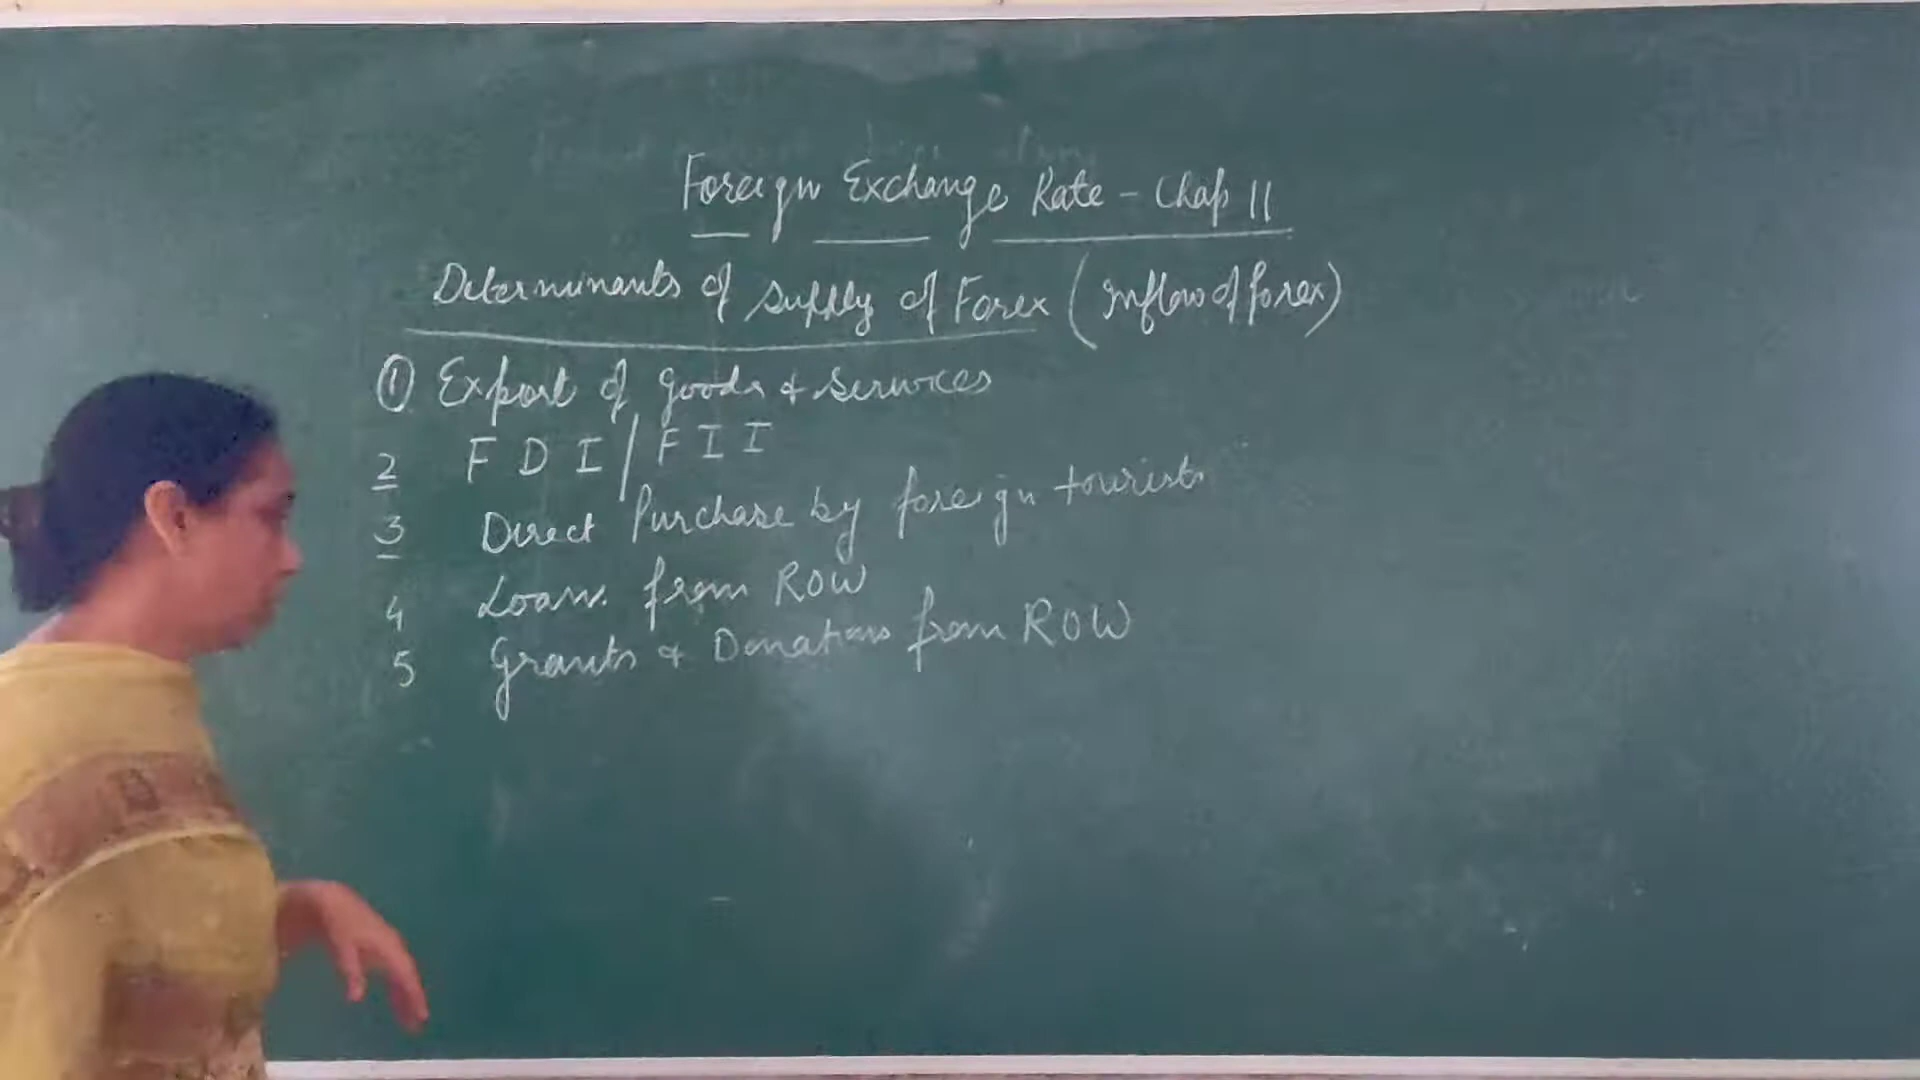 Foreign Exchange Rate - Chap 11
Determinants of supply of Forex (Inflow of forex)
① Export of goods & services
2 F D I / F I I
3 Direct Purchase by foreign tourists
4 Loans from ROW
5 Grants & Donations from ROW